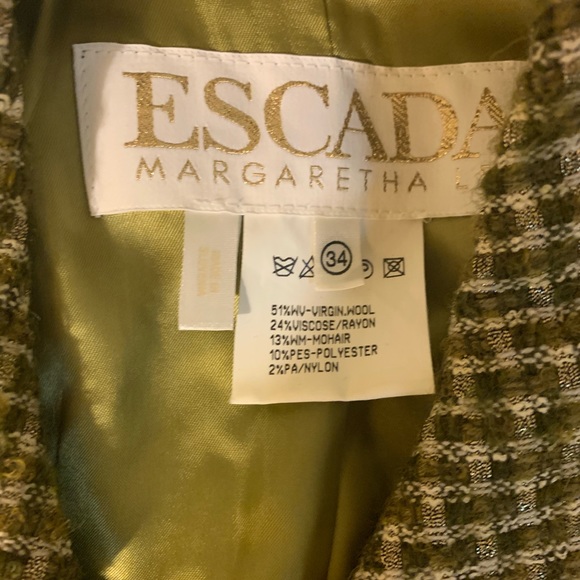 ESCADA
MARGARETHA L
34
51%WV-VIRGIN.WOOL
24%VISCOSE/RAYON
13%WM-MOHAIR
10%PES-POLYESTER
2%PA/NYLON